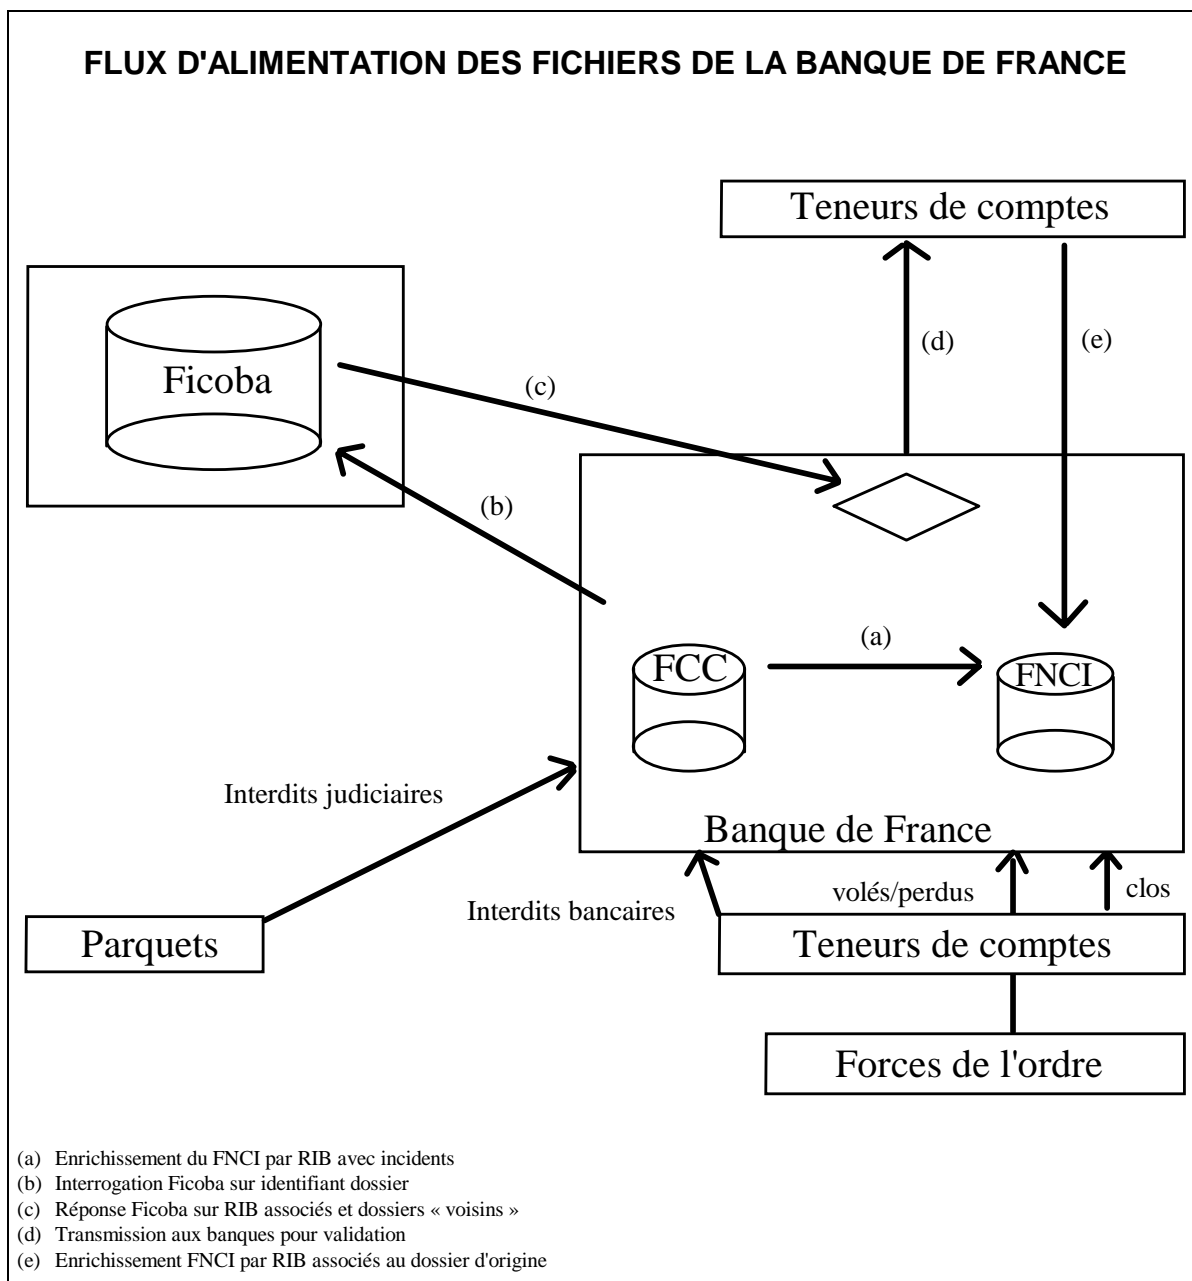 FLUX D'ALIMENTATION DES FICHIERS DE LA BANQUE DE FRANCE
Teneurs de comptes
Ficoba
(c)
(d)
(e)
(b)
(a)
FCC
FNCI
Interdits judiciaires
Banque de France
Interdits bancaires
volés/perdus
clos
Parquets
Teneurs de comptes
Forces de l'ordre
(a) Enrichissement du FNCI par RIB avec incidents
(b) Interrogation Ficoba sur identifiant dossier
(c) Réponse Ficoba sur RIB associés et dossiers « voisins »
(d) Transmission aux banques pour validation
(e) Enrichissement FNCI par RIB associés au dossier d'origine